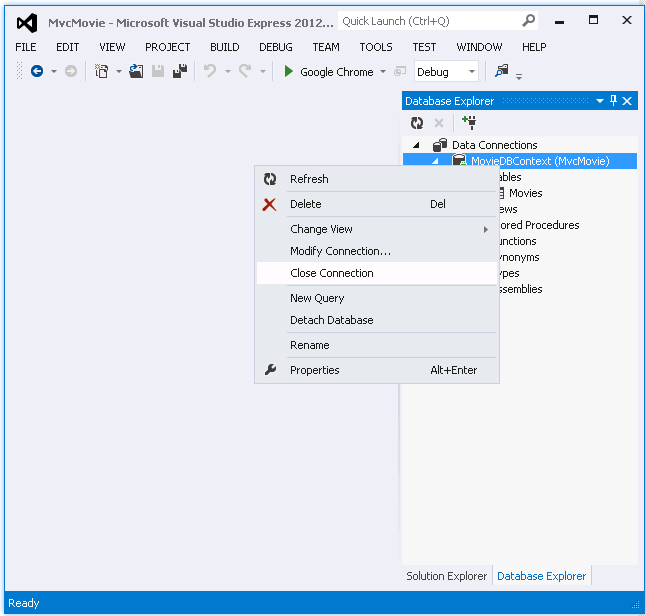 MvcMovie - Microsoft Visual Studio Express 2012... Quick Launch (Ctrl+Q)
FILE EDIT VIEW PROJECT BUILD DEBUG TEAM TOOLS TEST WINDOW HELP
Google Chrome Debug
Database Explorer
Data Connections
MovieDBContext (MvcMovie)
ables
Movies
ews
ored Procedures
unctions
ynonyms
ypes
ssemblies
Refresh
Delete Del
Change View
Modify Connection...
Close Connection
New Query
Detach Database
Rename
Properties Alt+Enter
Solution Explorer Database Explorer
Ready